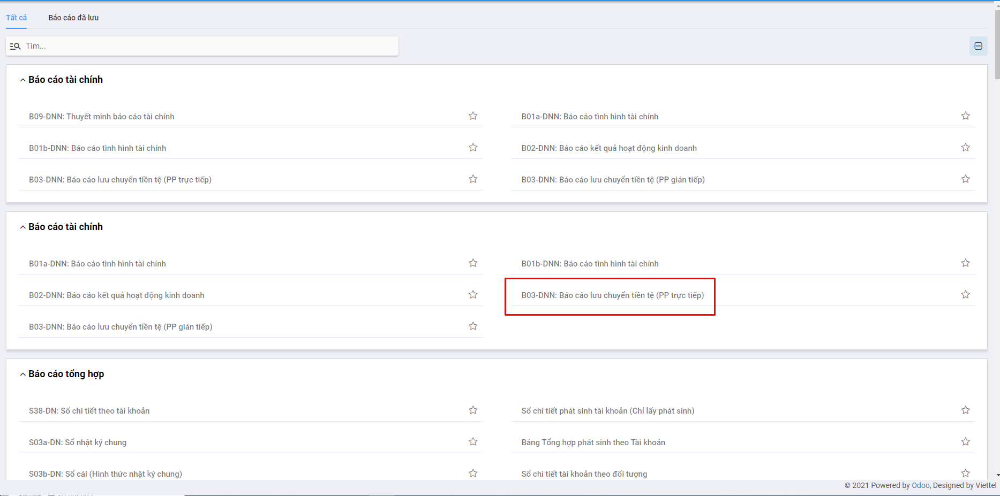 Tất cả Báo cáo đã lưu
Tìm...
Báo cáo tài chính
B09-DNN: Thuyết minh báo cáo tài chính B01a-DNN: Báo cáo tình hình tài chính
B01b-DNN: Báo cáo tình hình tài chính B02-DNN: Báo cáo kết quả hoạt động kinh doanh
B03-DNN: Báo cáo lưu chuyển tiền tệ (PP trực tiếp) B03-DNN: Báo cáo lưu chuyển tiền tệ (PP gián tiếp)
Báo cáo tài chính
B01a-DNN: Báo cáo tình hình tài chính B01b-DNN: Báo cáo tình hình tài chính
B02-DNN: Báo cáo kết quả hoạt động kinh doanh B03-DNN: Báo cáo lưu chuyển tiền tệ (PP trực tiếp)
B03-DNN: Báo cáo lưu chuyển tiền tệ (PP gián tiếp)
Báo cáo tổng hợp
S38-DN: Sổ chi tiết theo tài khoản Sổ chi tiết phát sinh tài khoản (Chỉ lấy phát sinh)
S03a-DN: Sổ nhật ký chung Bảng Tổng hợp phát sinh theo Tài khoản
S03b-DN: Sổ cái (Hình thức nhật ký chung) Sổ chi tiết tài khoản theo đối tượng
© 2021 Powered by Odoo, Designed by Viettel